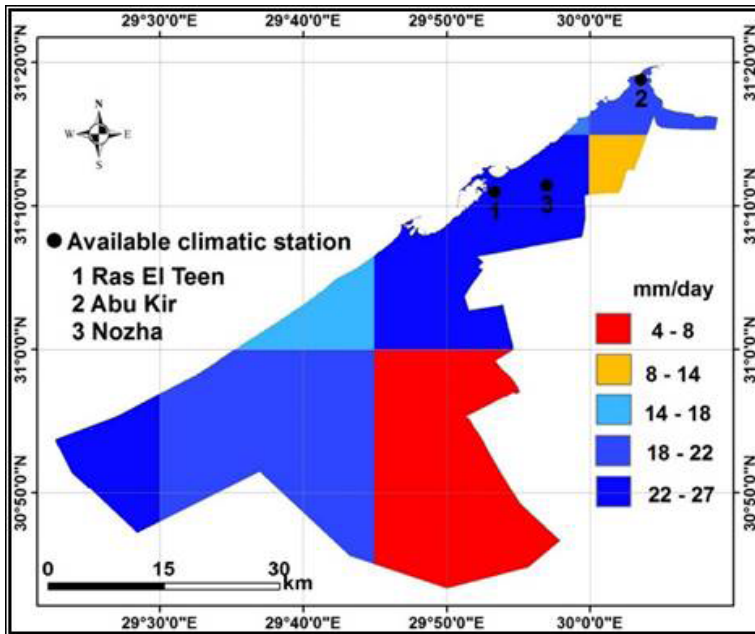 29°30'0"E 29°40'0"E 29°50'0"E 30°0'0"E
31°20'0"N
31°20'0"N
N
W E
S
2
31°10'0"N
31°10'0"N
1
3
Available climatic station
1 Ras El Teen
2 Abu Kir
3 Nozha
mm/day
4 - 8
8 - 14
14 - 18
18 - 22
22 - 27
31°0'0"N
31°0'0"N
30°50'0"N
30°50'0"N
0 15 30
km
29°30'0"E 29°40'0"E 29°50'0"E 30°0'0"E